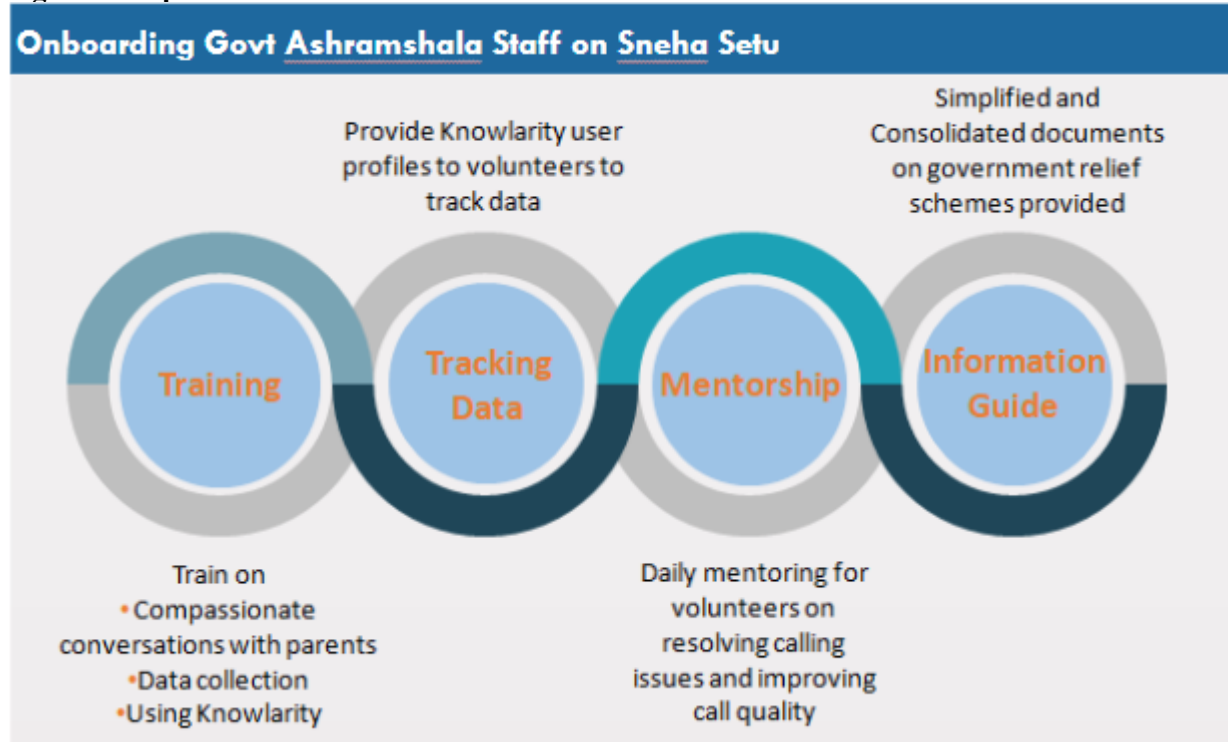 Onboarding Govt Ashramshala Staff on Sneha Setu
Provide Knowlarity user
profiles to volunteers to
track data
Simplified and
Consolidated documents
on government relief
schemes provided
Training
Tracking
Data
Mentorship
Information
Guide
Train on
•Compassionate
conversations with parents
•Data collection
•Using Knowlarity
Daily mentoring for
volunteers on
resolving calling
issues and improving
call quality